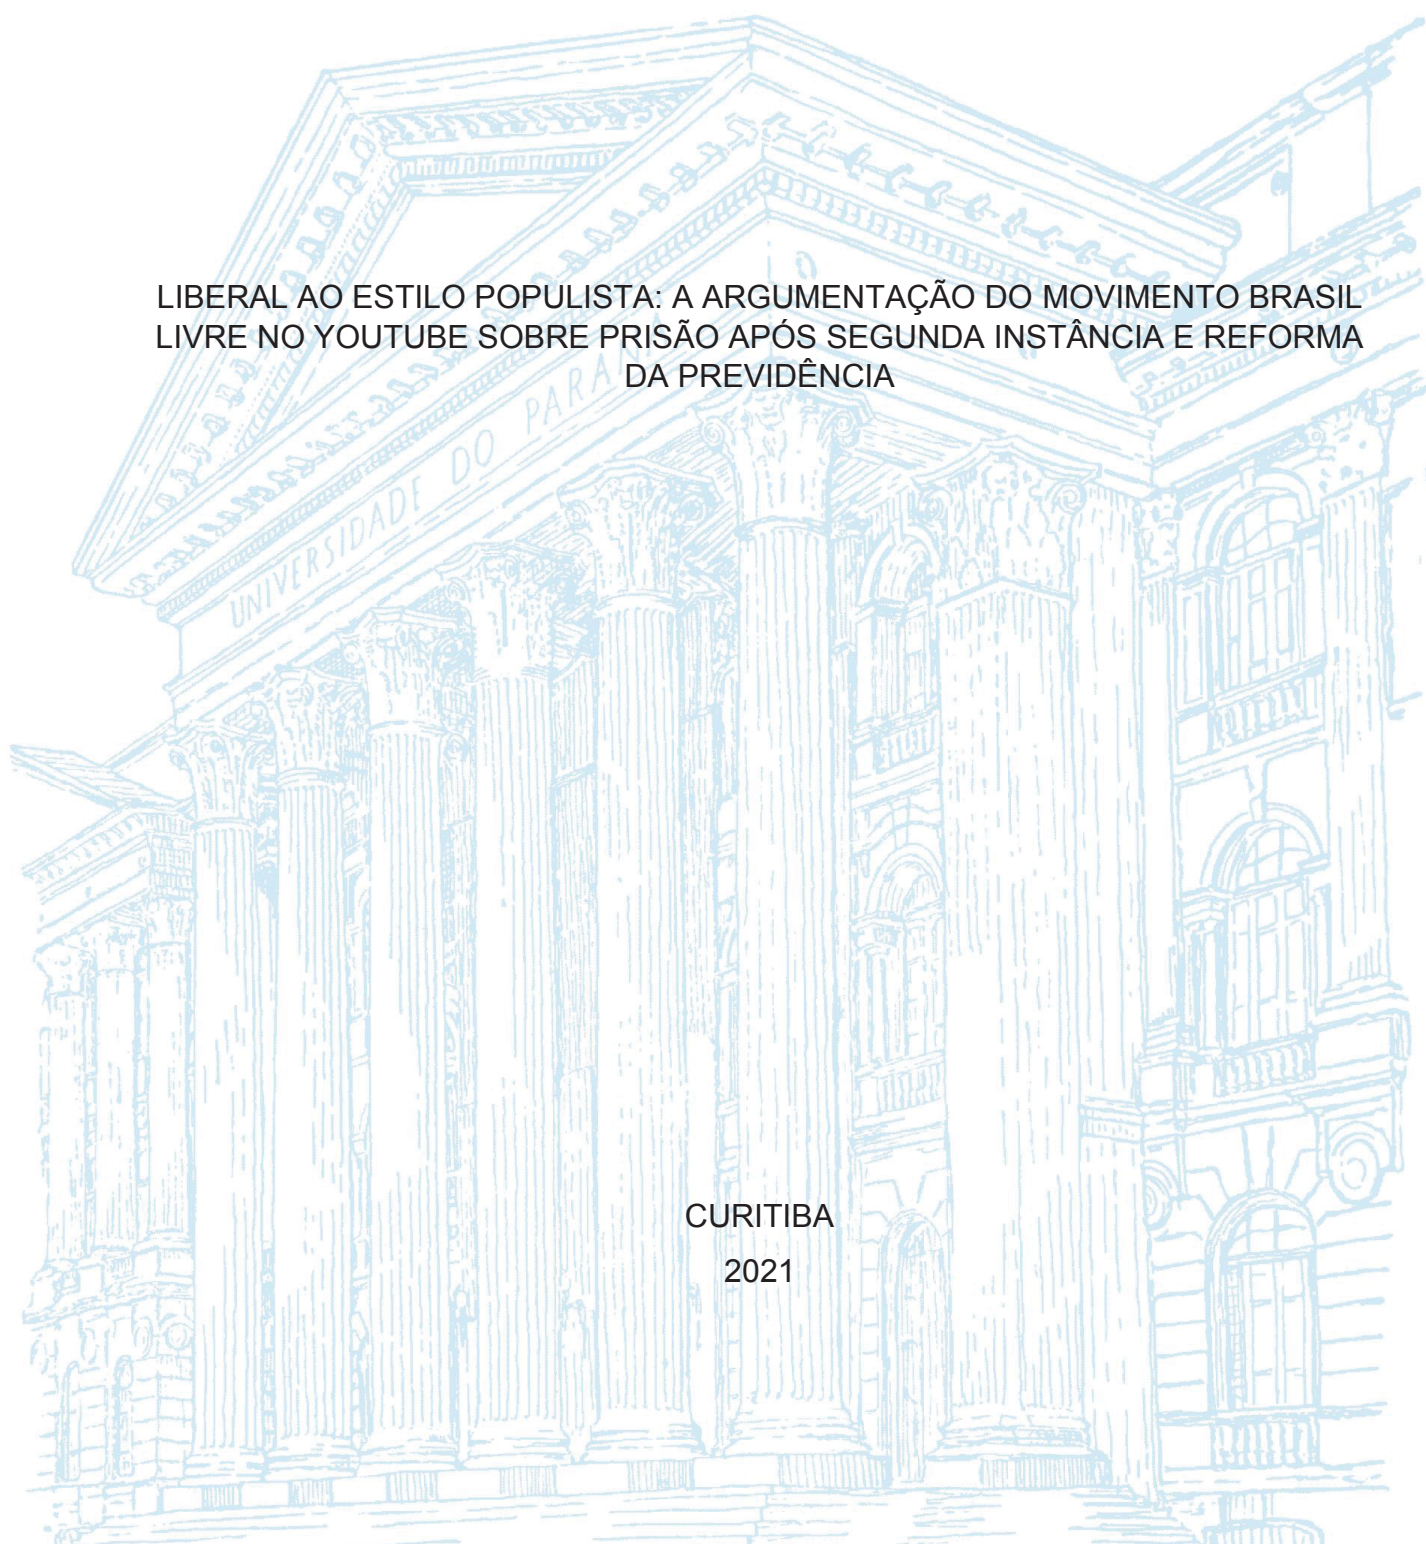 LIBERAL AO ESTILO POPULISTA: A ARGUMENTAÇÃO DO MOVIMENTO BRASIL
LIVRE NO YOUTUBE SOBRE PRISÃO APÓS SEGUNDA INSTÂNCIA E REFORMA
DA PREVIDÊNCIA
UNIVERSIDADE DO PARANÁ
CURITIBA
2021